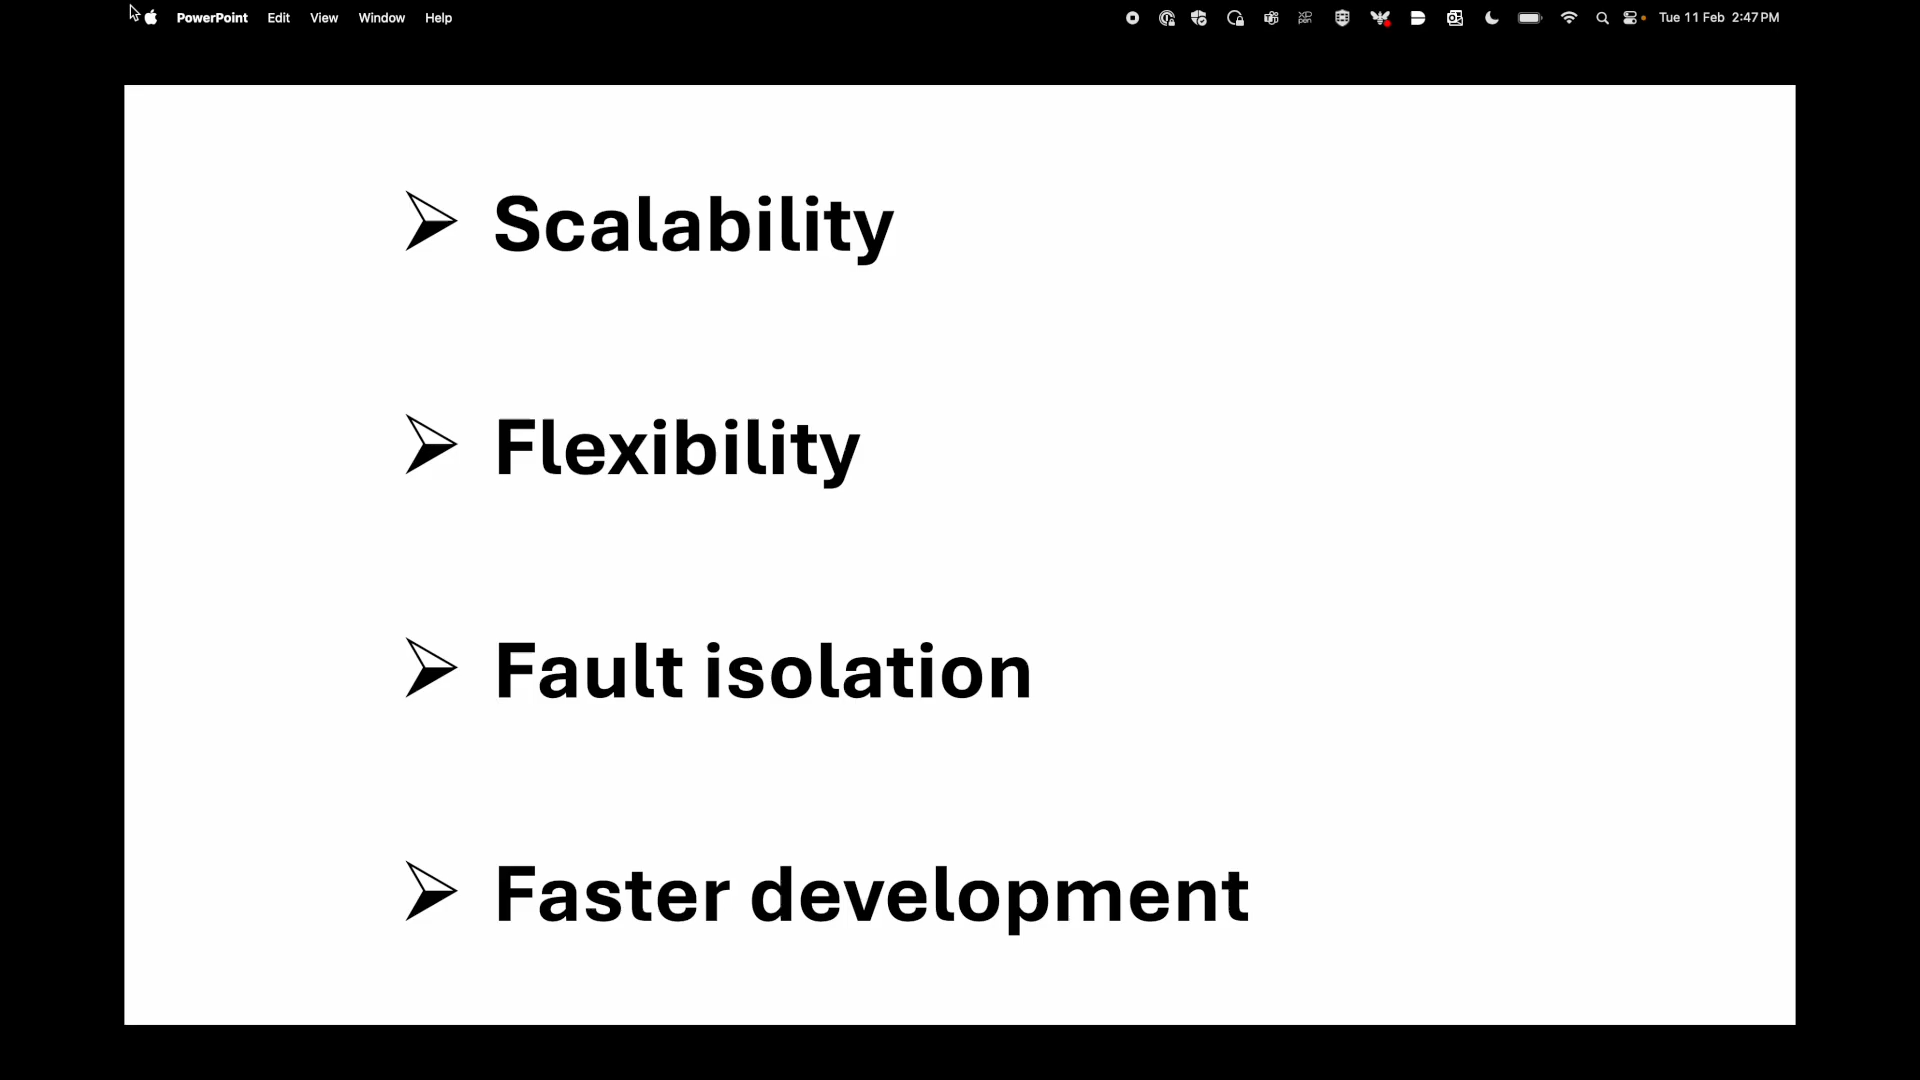 PowerPoint Edit View Window Help Tue 11 Feb 2:47 PM
Scalability
Flexibility
Fault isolation
Faster development